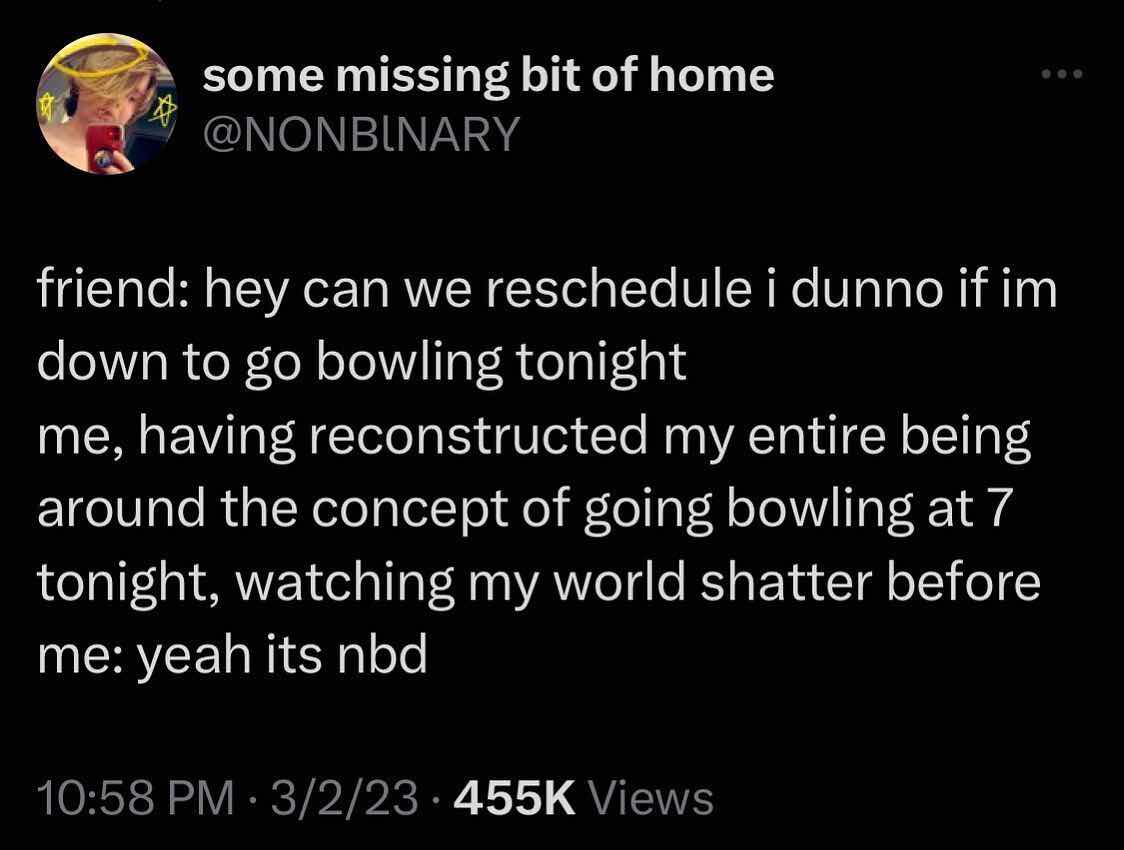 some missing bit of home
@NONBlNARY
friend: hey can we reschedule i dunno if im
down to go bowling tonight
me, having reconstructed my entire being
around the concept of going bowling at 7
tonight, watching my world shatter before
me: yeah its nbd
10:58 PM · 3/2/23 · 455K Views